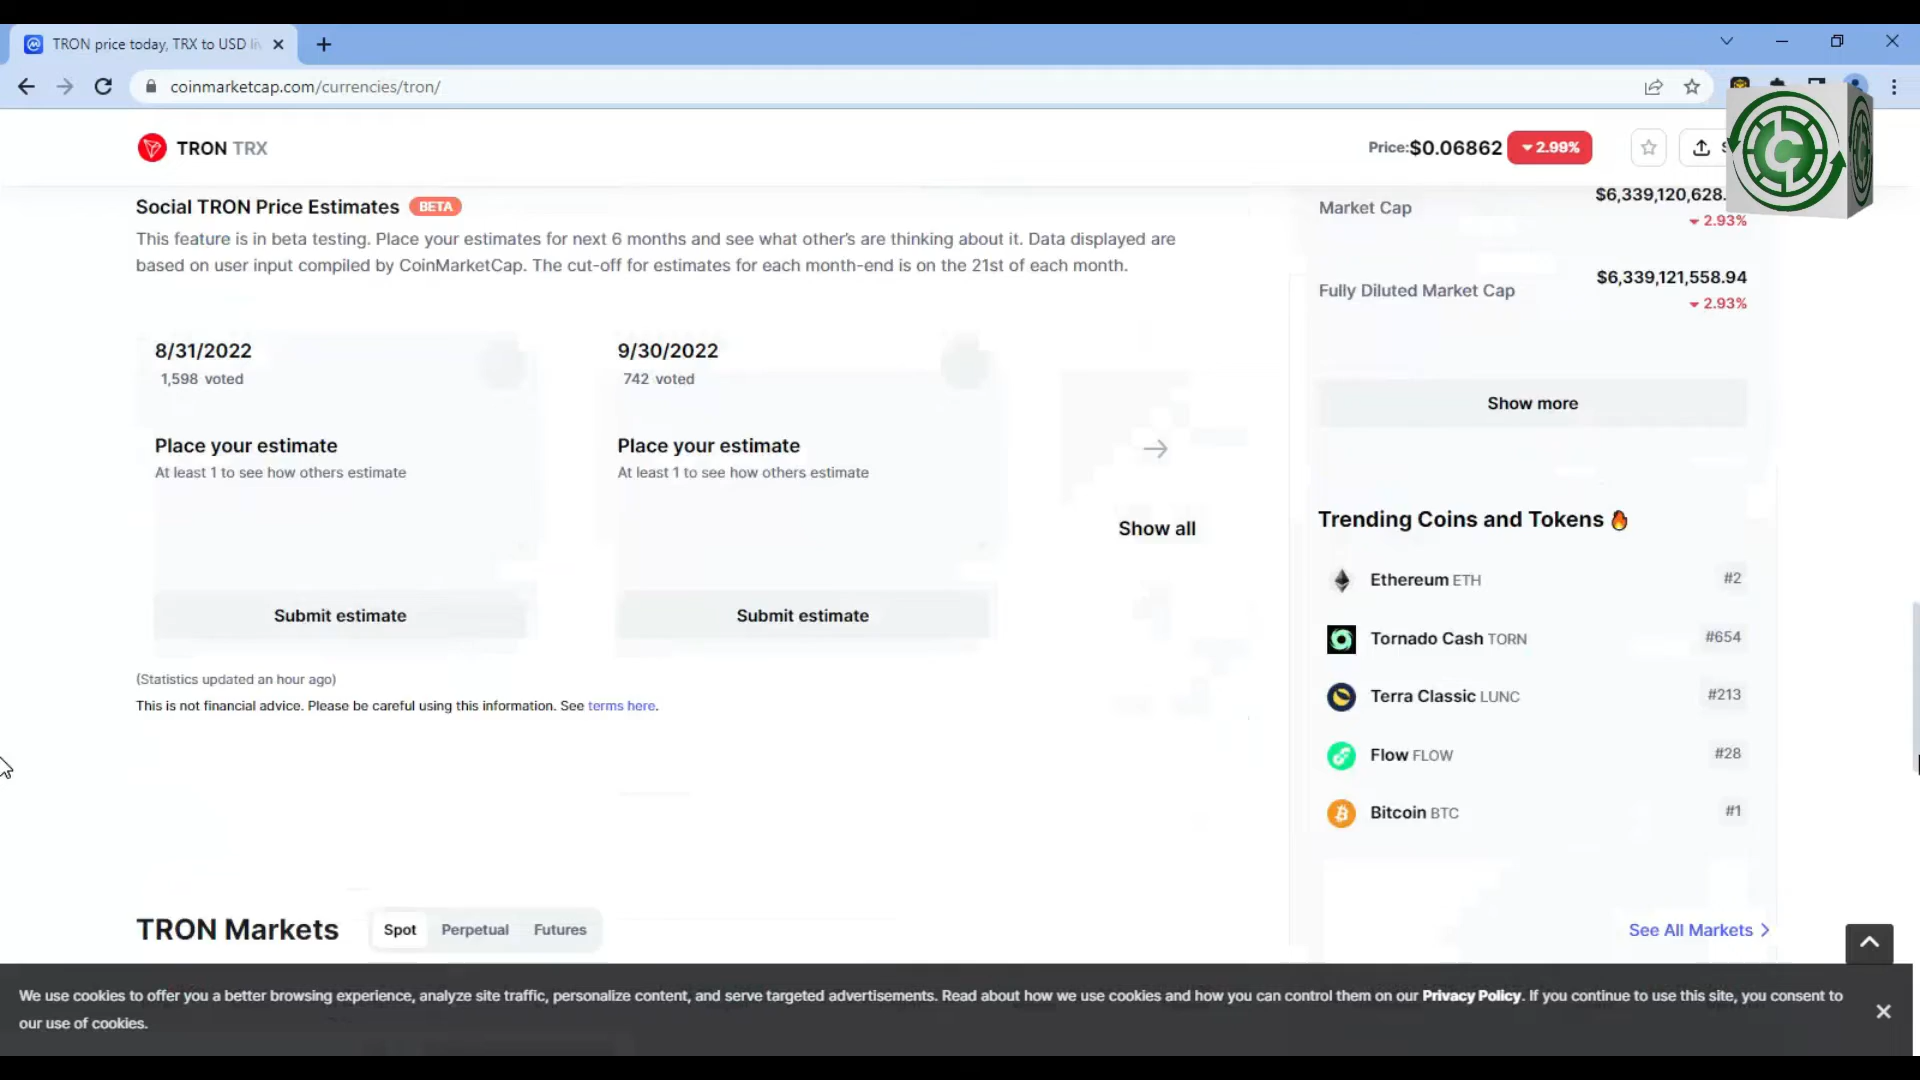 TRON price today, TRX to USD li
coinmarketcap.com/currencies/tron/
TRON TRX
Price:$0.06862 2.99%
Social TRON Price Estimates BETA
This feature is in beta testing. Place your estimates for next 6 months and see what other's are thinking about it. Data displayed are
based on user input compiled by CoinMarketCap. The cut-off for estimates for each month-end is on the 21st of each month.
8/31/2022
1,598 voted
Place your estimate
At least 1 to see how others estimate
Submit estimate
9/30/2022
742 voted
Place your estimate
At least 1 to see how others estimate
Submit estimate
Show all
(Statistics updated an hour ago)
This is not financial advice. Please be careful using this information. See terms here.
Market Cap
$6,339,120,628.
2.93%
Fully Diluted Market Cap
$6,339,121,558.94
2.93%
Show more
Trending Coins and Tokens
Ethereum ETH #2
Tornado Cash TORN #654
Terra Classic LUNC #213
Flow FLOW #28
Bitcoin BTC #1
TRON Markets Spot Perpetual Futures
See All Markets
We use cookies to offer you a better browsing experience, analyze site traffic, personalize content, and serve targeted advertisements. Read about how we use cookies and how you can control them on our Privacy Policy. If you continue to use this site, you consent to
our use of cookies.